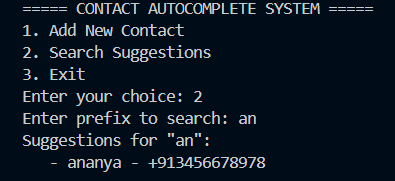 ===== CONTACT AUTOCOMPLETE SYSTEM =====
1. Add New Contact
2. Search Suggestions
3. Exit
Enter your choice: 2
Enter prefix to search: an
Suggestions for "an":
- ananya - +913456678978